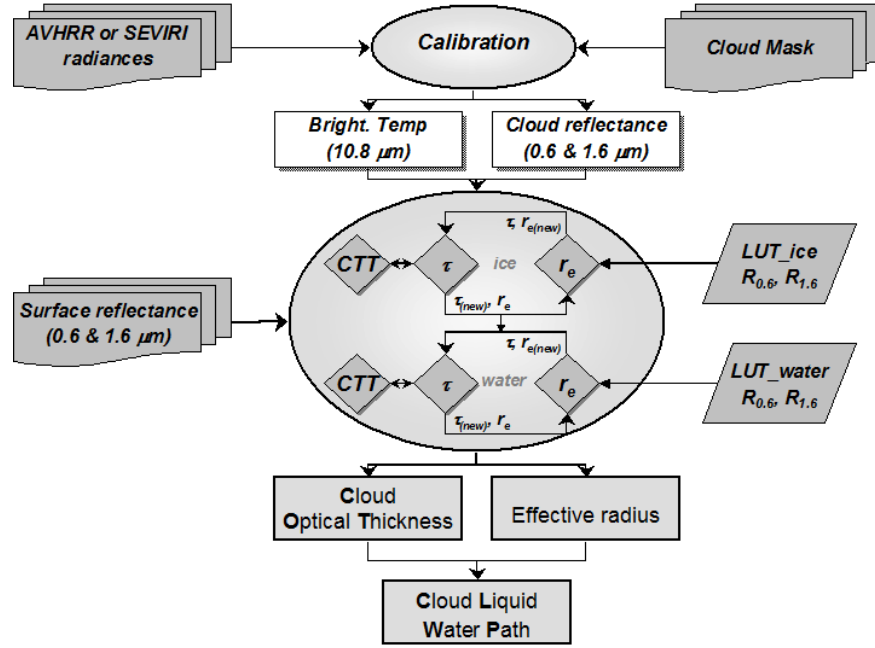 AVHRR or SEVIRI
radiances
Calibration
Cloud Mask
Bright. Temp
(10.8 μm)
Cloud reflectance
(0.6 & 1.6 μm)
τ, re(new)
CTT
τ
ice
re
LUT_ice
R0.6, R1.6
τ(new), re
Surface reflectance
(0.6 & 1.6 μm)
τ, re(new)
CTT
τ
water
re
LUT_water
R0.6, R1.6
τ(new), re
Cloud
Optical Thickness
Effective radius
Cloud Liquid
Water Path